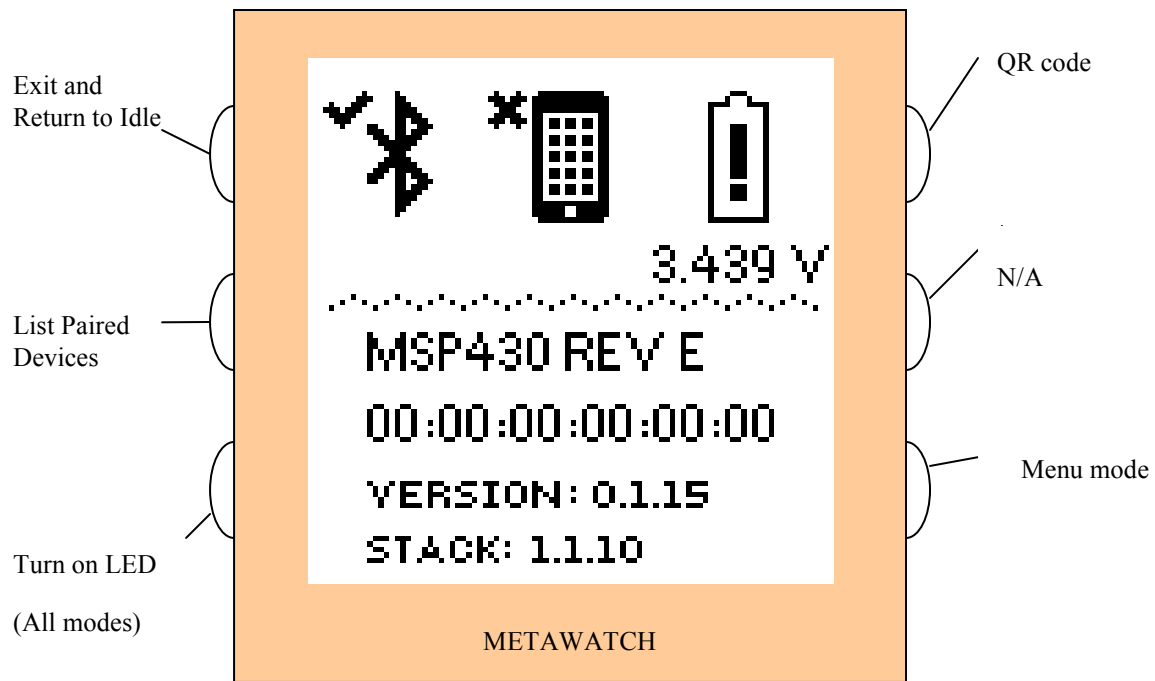 Exit and
Return to Idle
List Paired
Devices
Turn on LED
(All modes)
3.439 V
MSP430 REV E
00:00:00:00:00:00
VERSION: 0.1.15
STACK: 1.1.10
METAWATCH
QR code
N/A
Menu mode